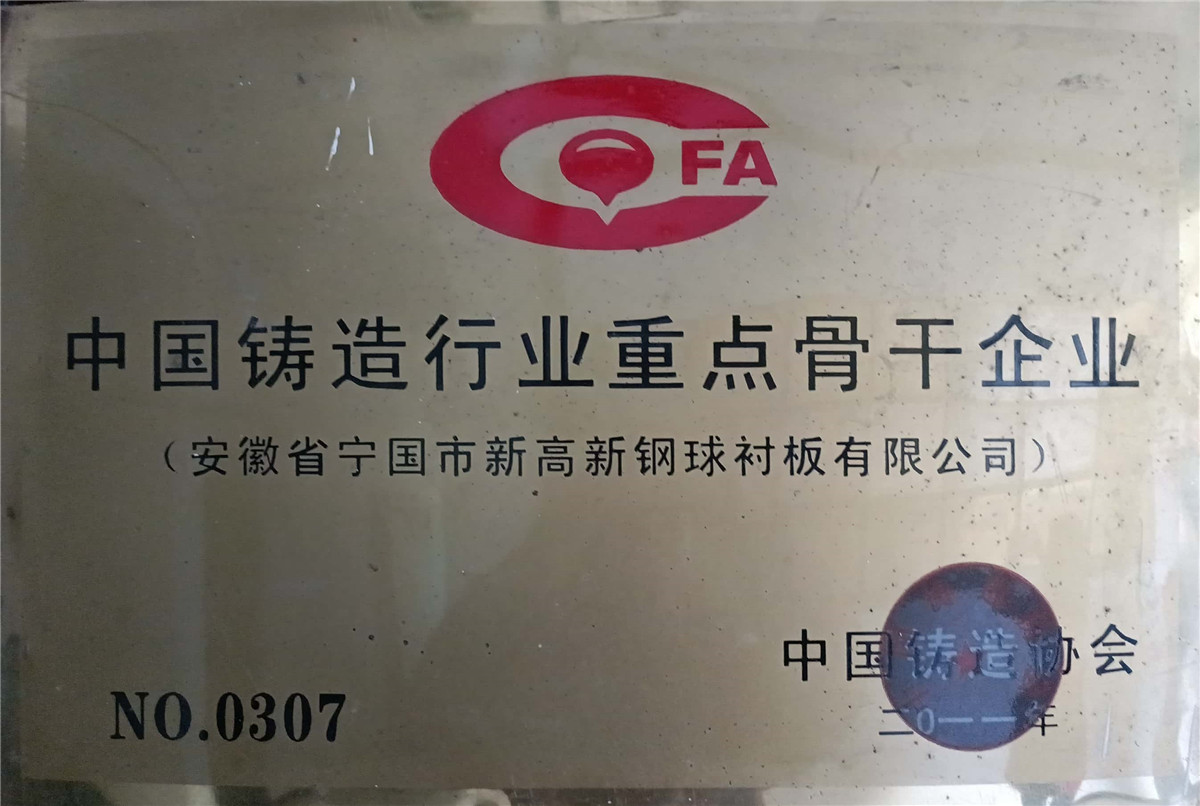 FA
中国铸造行业重点骨干企业
（安徽省宁国市新高新钢球衬板有限公司）
中国铸造协会
NO.0307
二0一一年